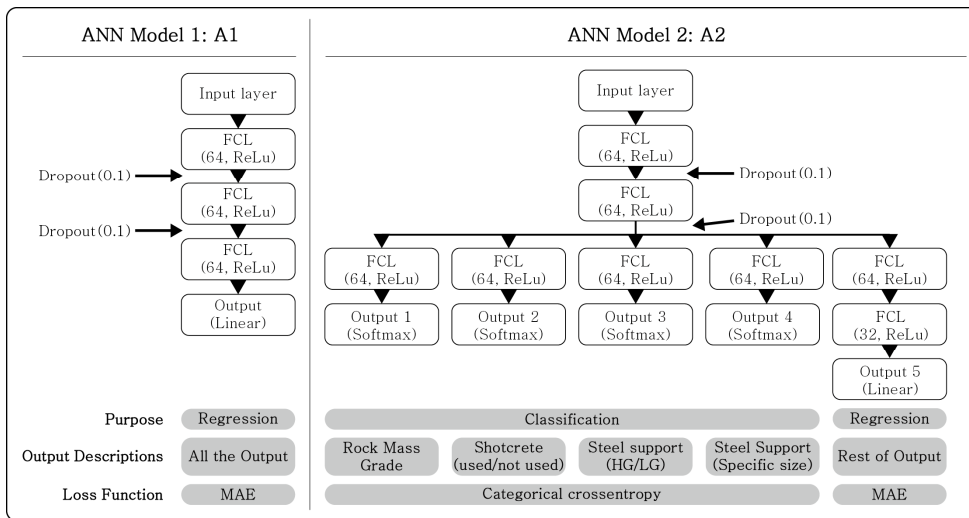 ANN Model 1: A1
Input layer
FCL
(64, ReLu)
Dropout(0.1)
FCL
(64, ReLu)
Dropout(0.1)
FCL
(64, ReLu)
Output
(Linear)
ANN Model 2: A2
Input layer
FCL
(64, ReLu)
Dropout(0.1)
FCL
(64, ReLu)
Dropout(0.1)
FCL
(64, ReLu)
FCL
(64, ReLu)
FCL
(64, ReLu)
FCL
(64, ReLu)
FCL
(64, ReLu)
Output 1
(Softmax)
Output 2
(Softmax)
Output 3
(Softmax)
Output 4
(Softmax)
FCL
(32, ReLu)
Output 5
(Linear)
Purpose
Regression
Classification
Regression
Output Descriptions
All the Output
Rock Mass
Grade
Shotcrete
(used/not used)
Steel support
(HG/LG)
Steel Support
(Specific size)
Rest of Output
Loss Function
MAE
Categorical crossentropy
MAE